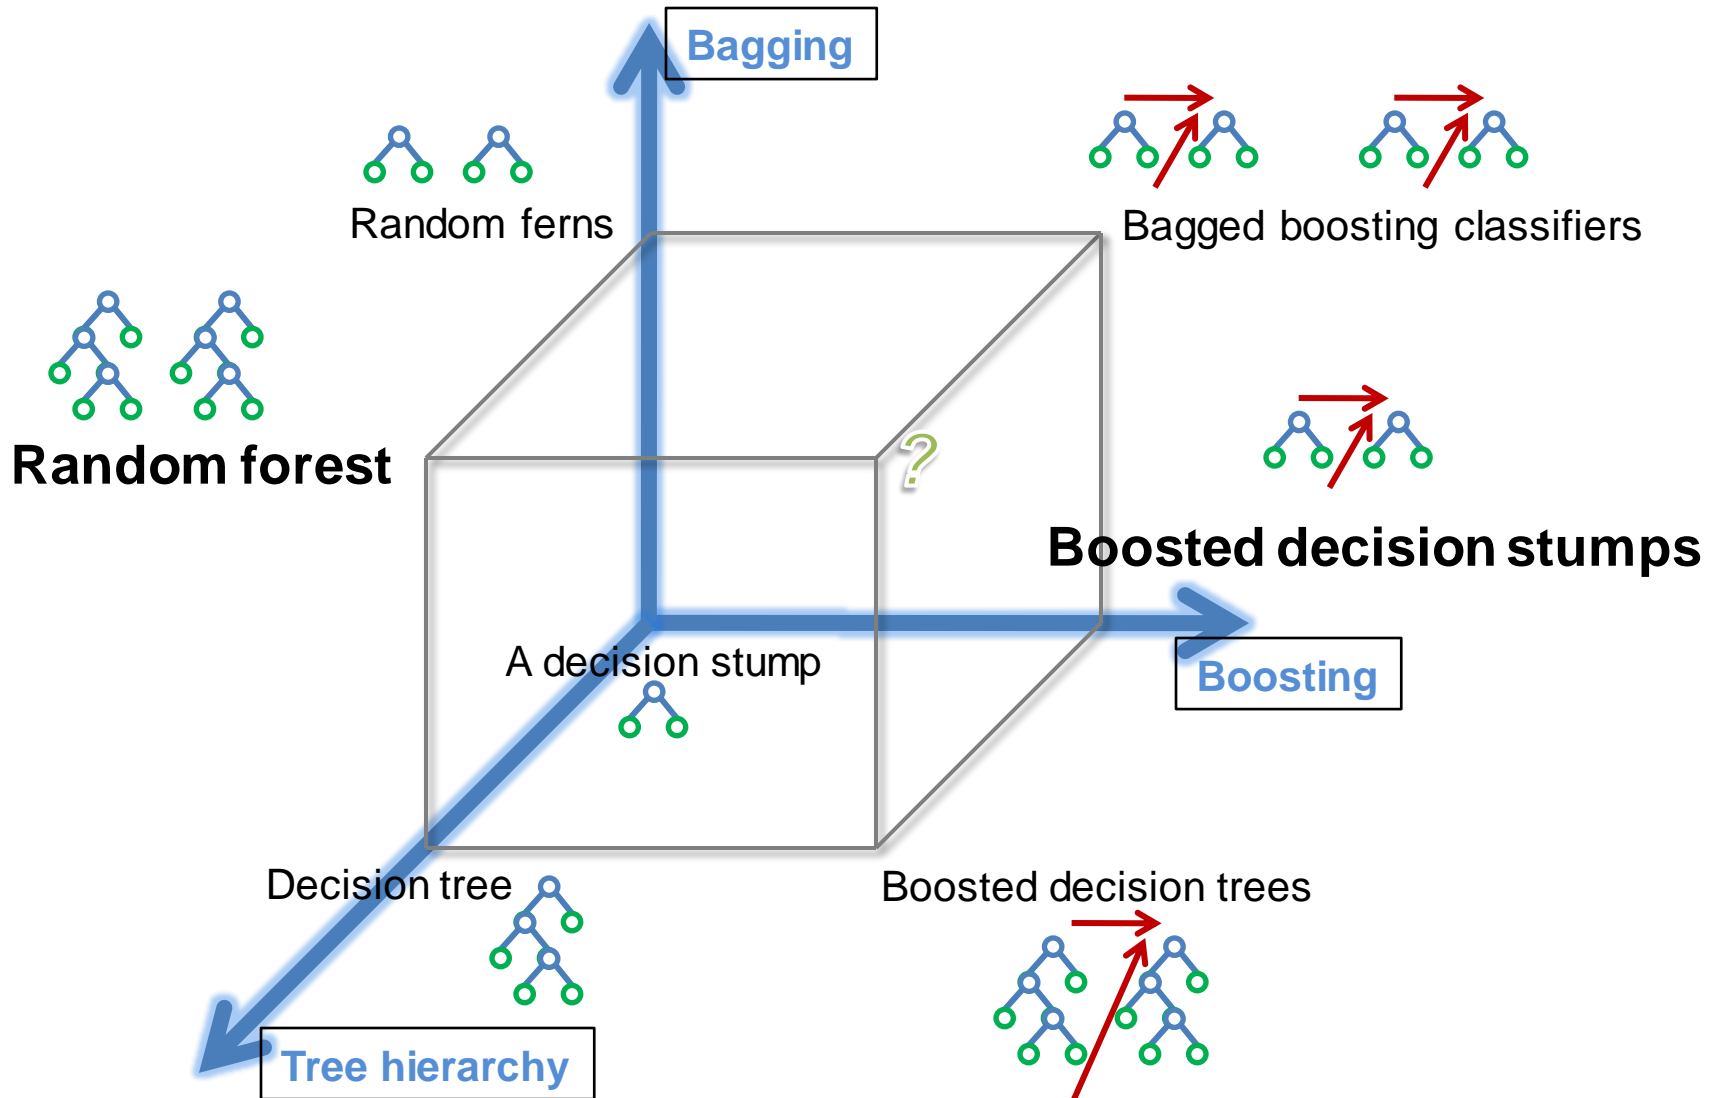 Bagging
Random ferns
Bagged boosting classifiers
Random forest
?
Boosted decision stumps
A decision stump
Boosting
Decision tree
Boosted decision trees
Tree hierarchy